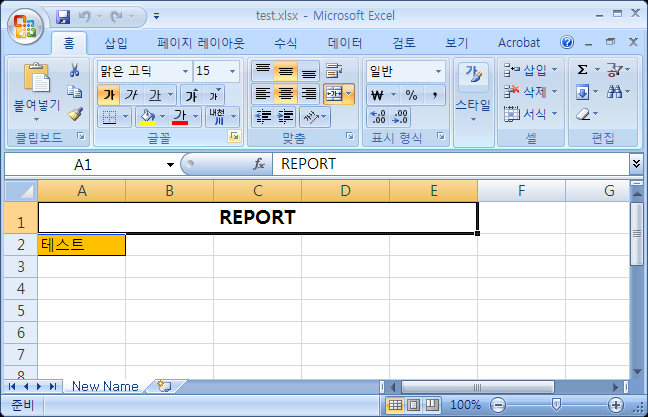 test.xlsx - Microsoft Excel
홈 삽입 페이지 레이아웃 수식 데이터 검토 보기 Acrobat
붙여넣기
클립보드
맑은 고딕 15
가 가 가 가 가
가 내천
글꼴
맞춤
일반
₩ % ,
표시 형식
스타일
삽입
삭제
서식
셀
Σ
편집
A1 fx REPORT
A B C D E F G
1 REPORT
2 테스트
3
4
5
6
7
8
New Name
준비 100%